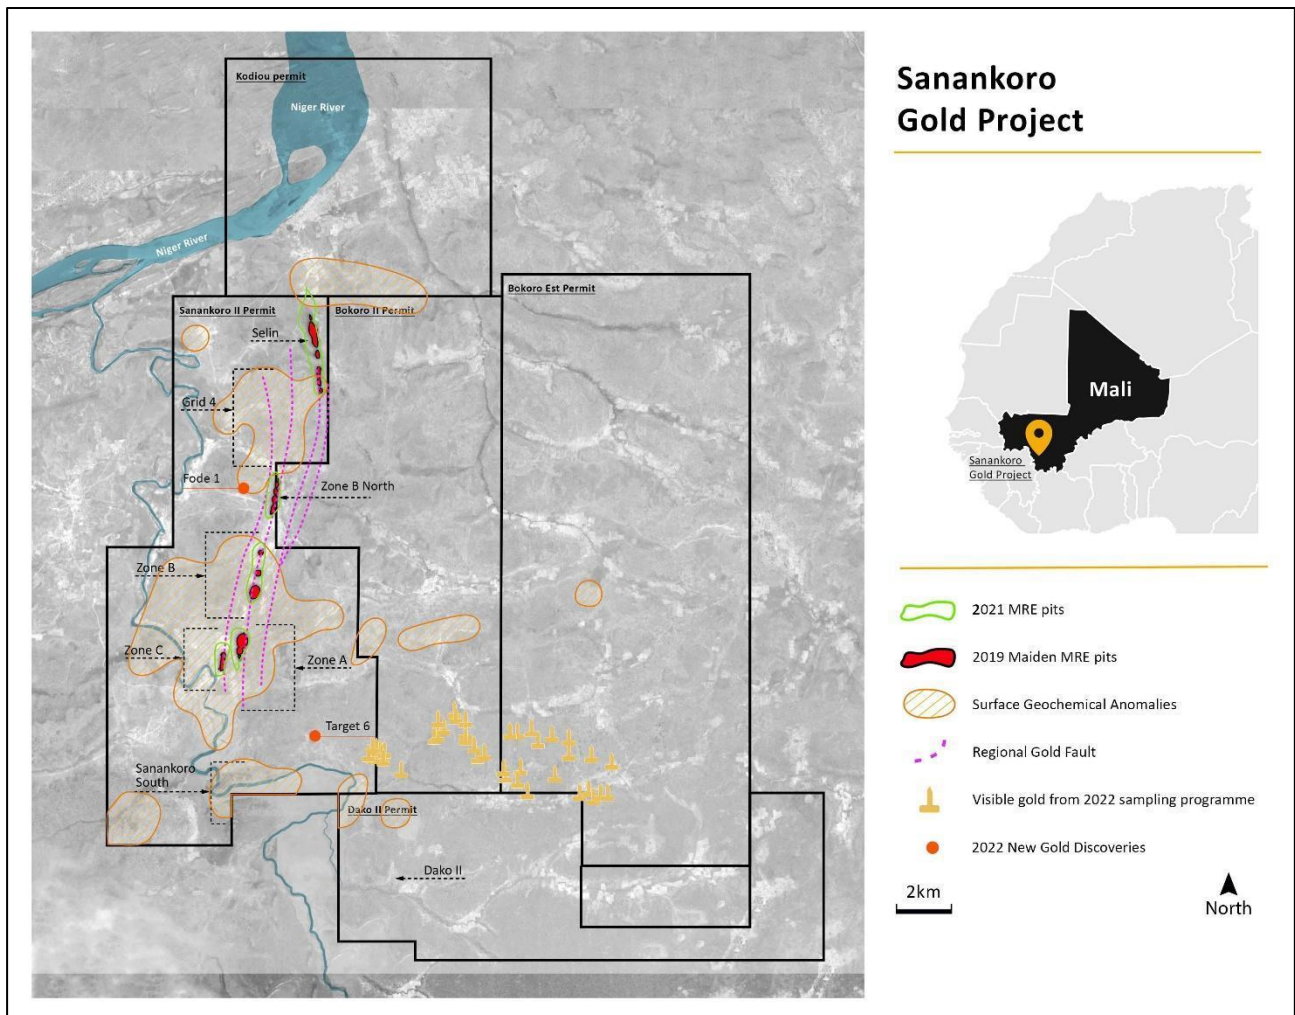 Sanankoro
Gold Project
Kodiou permit
Niger River
Niger River
Bokoro Est Permit
Sanankoro II Permit
Bokoro II Permit
Selin
Grid 4
Fode 1
Zone B North
Zone B
Zone C
Zone A
Target 6
Sanankoro
South
Dako II Permit
Dako II
Mali
Sanankoro
Gold Project
2021 MRE pits
2019 Maiden MRE pits
Surface Geochemical Anomalies
Regional Gold Fault
Visible gold from 2022 sampling programme
2022 New Gold Discoveries
2km
North